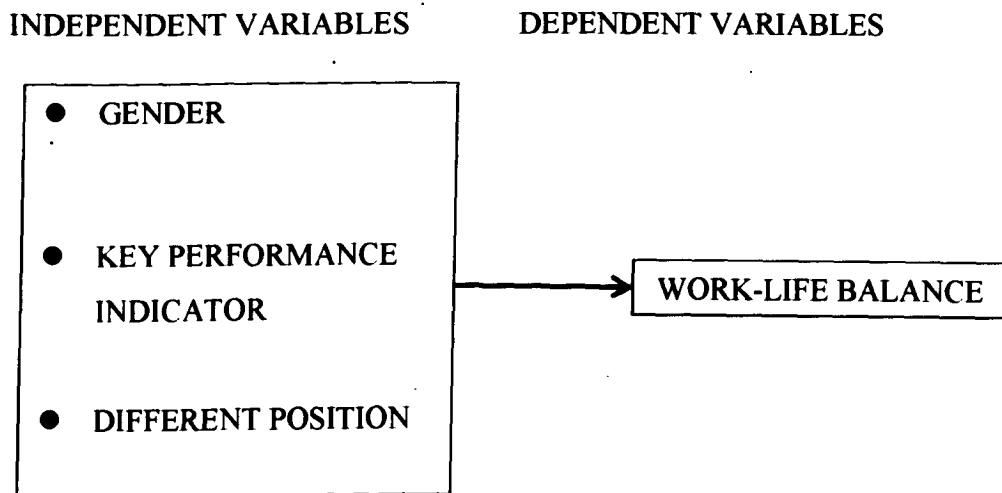 INDEPENDENT VARIABLES
DEPENDENT VARIABLES
● GENDER
● KEY PERFORMANCE
INDICATOR
● DIFFERENT POSITION
WORK-LIFE BALANCE